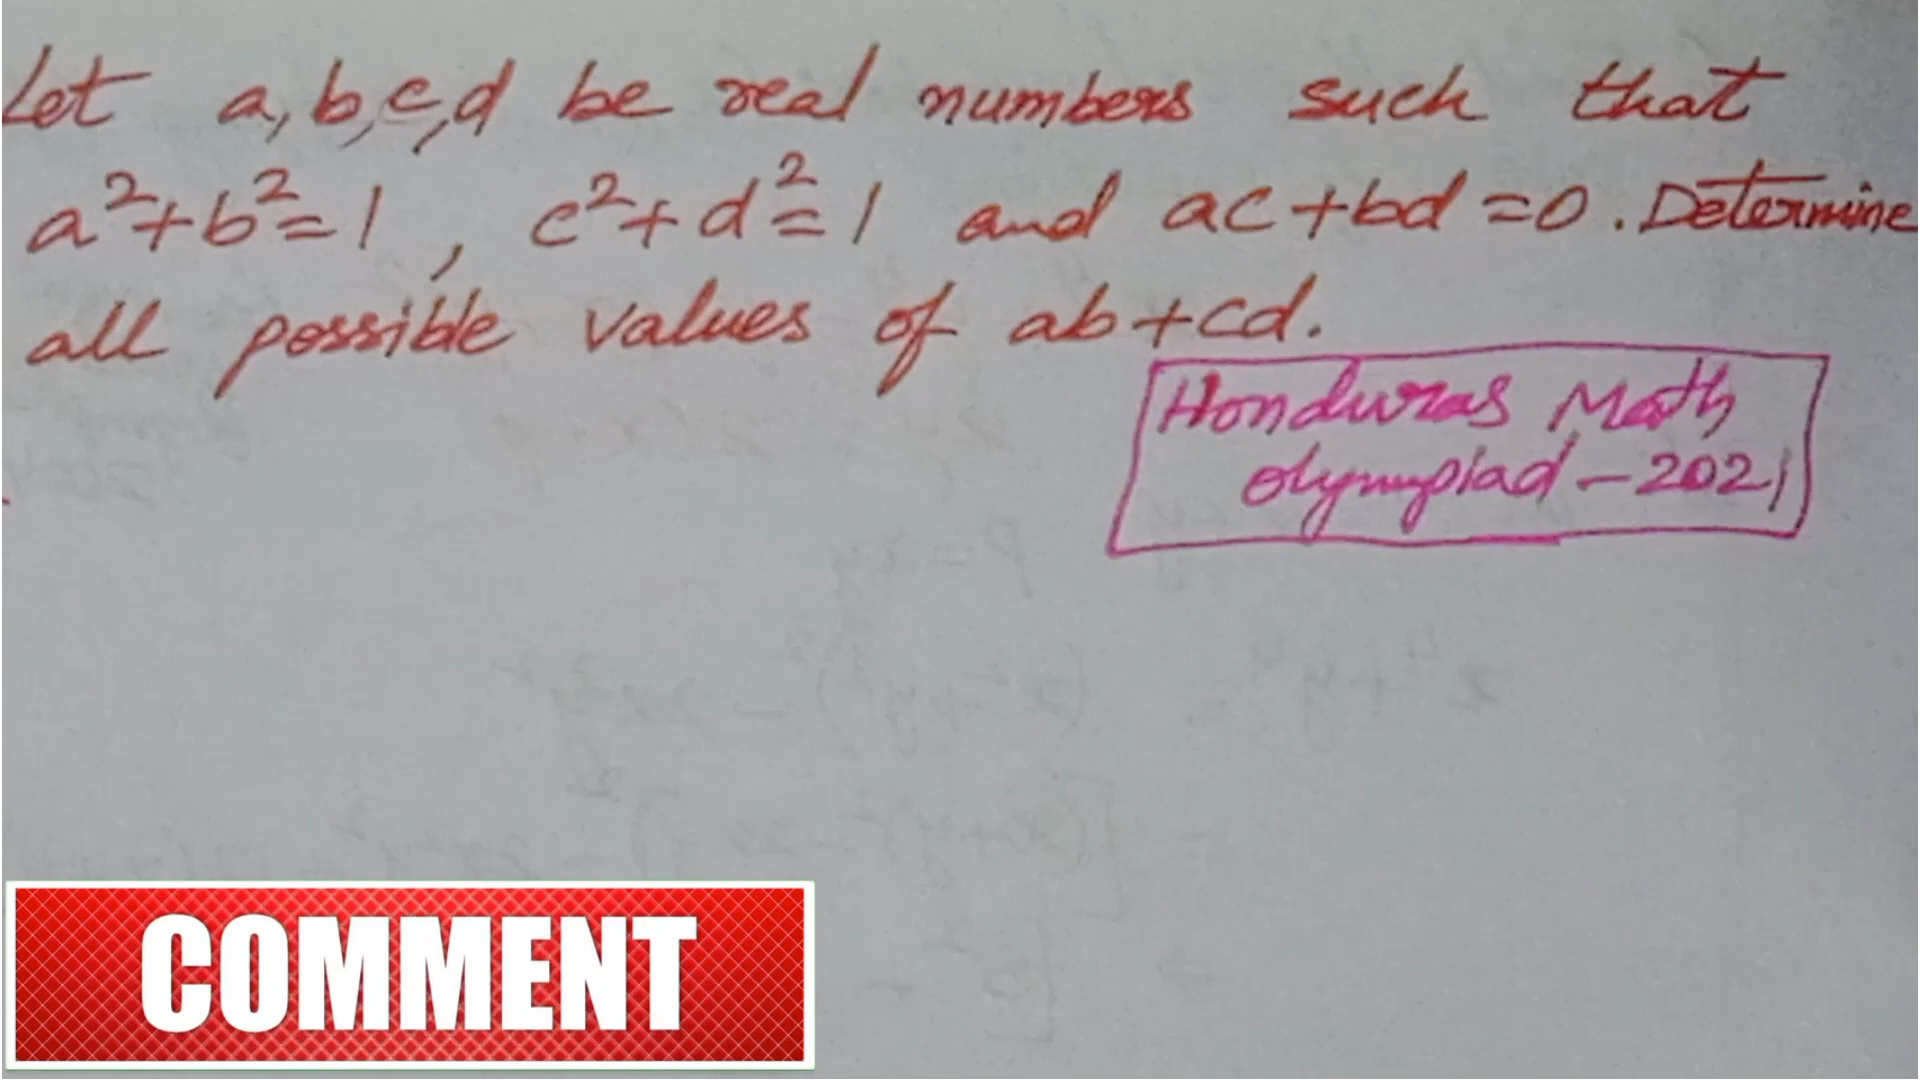 Let a, b, c, d be real numbers such that
a²+b²=1, c²+d²=1 and ac+bd=0. Determine
all possible values of ab+cd.
Honduras Math
Olympiad-2021
COMMENT